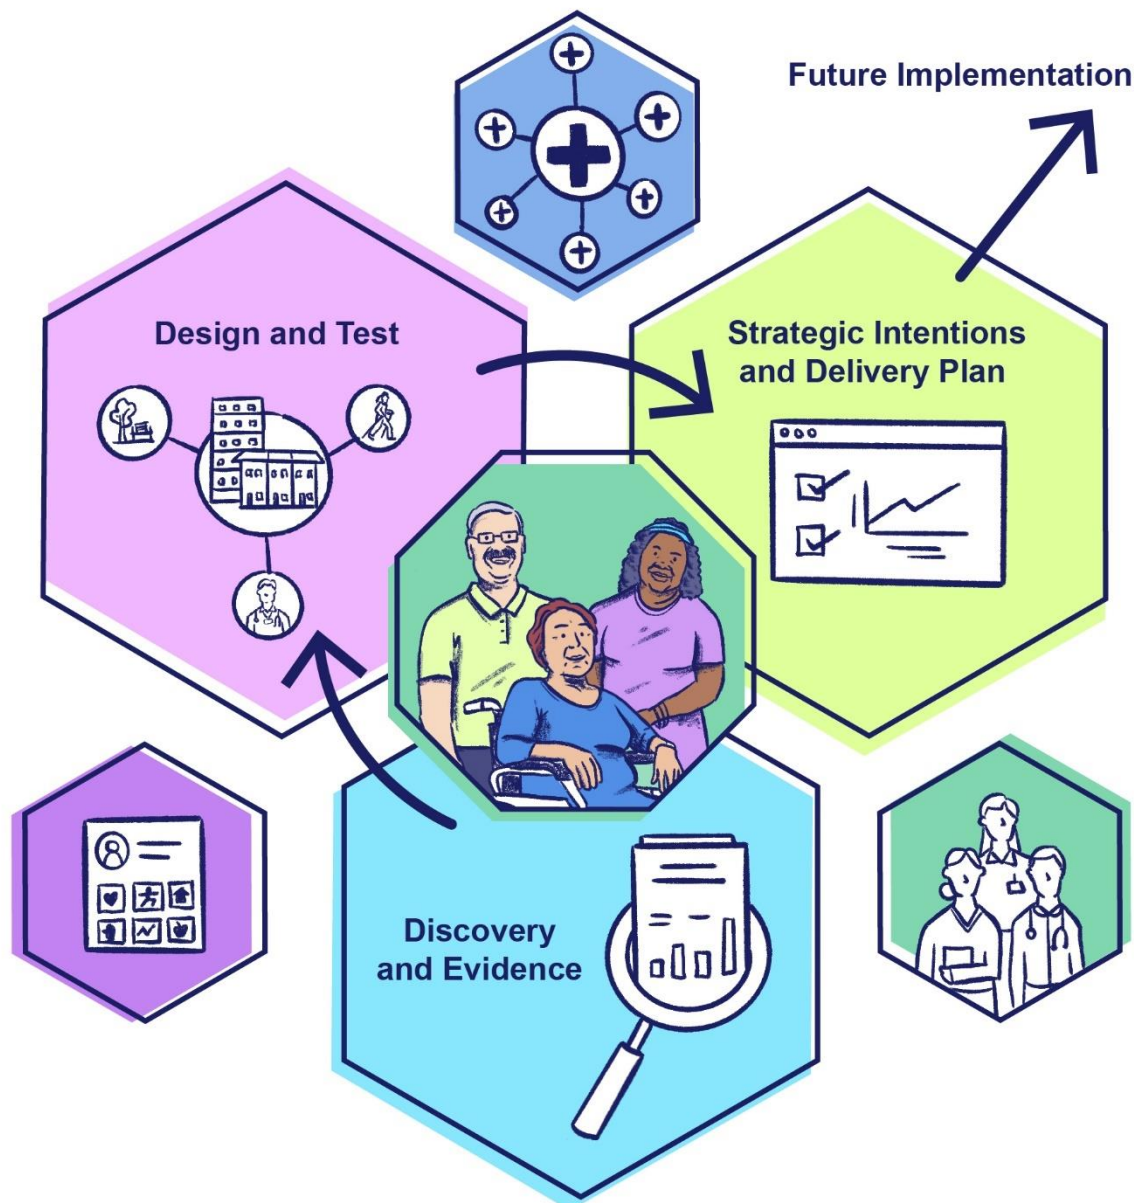 Future Implementation
Design and Test
Strategic Intentions
and Delivery Plan
Discovery
and Evidence